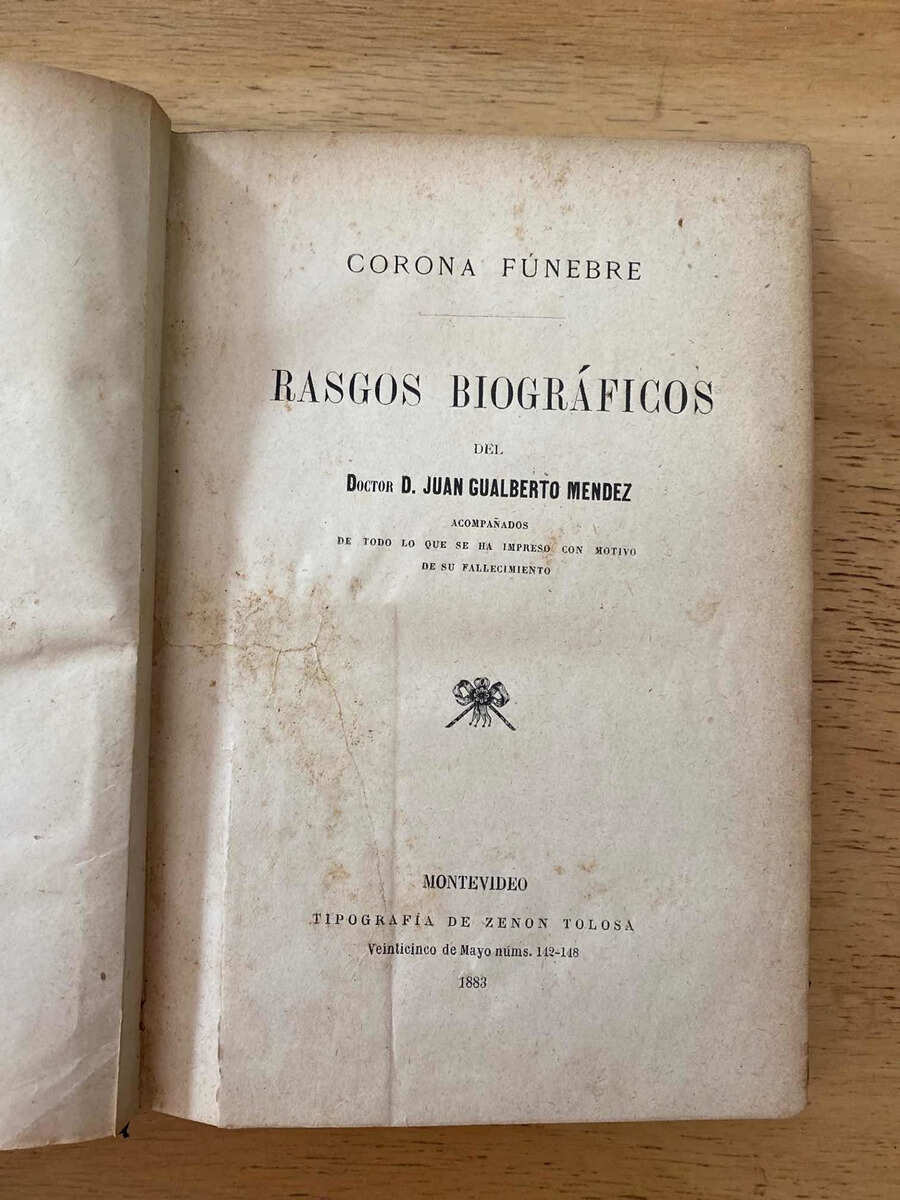 CORONA FÚNEBRE
RASGOS BIOGRÁFICOS
DEL
DOCTOR D. JUAN GUALBERTO MENDEZ
ACOMPAÑADOS
DE TODO LO QUE SE HA IMPRESO CON MOTIVO
DE SU FALLECIMIENTO
MONTEVIDEO
TIPOGRAFÍA DE ZENON TOLOSA
Veinticinco de Mayo núms. 142-148
1883